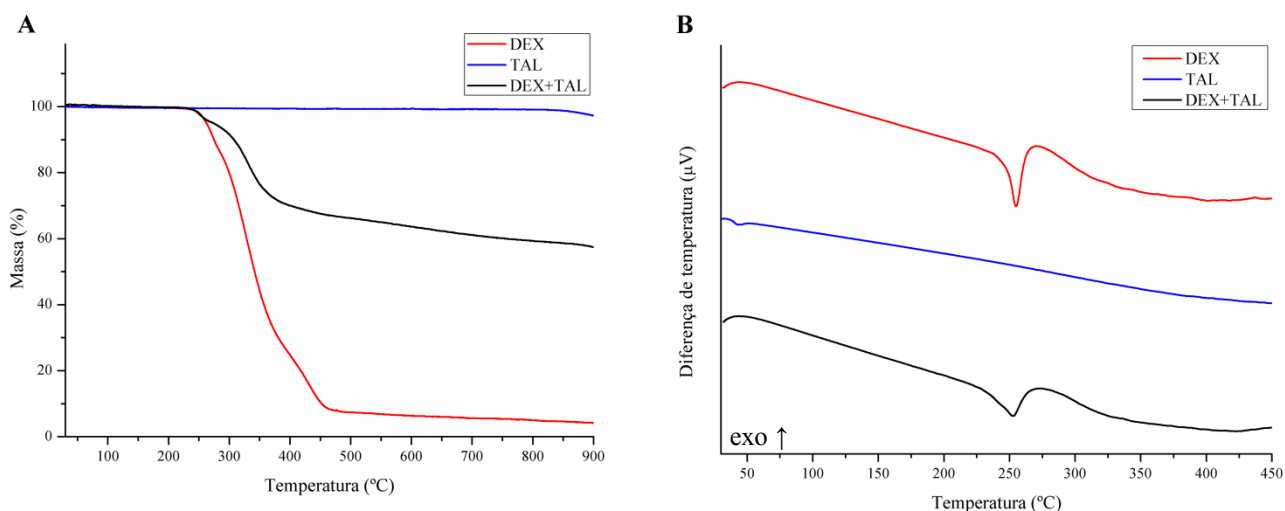 A
DEX
TAL
DEX+TAL
Massa (%)
100
80
60
40
20
0
100
200
300
400
500
600
700
800
900
Temperatura (ºC)
B
DEX
TAL
DEX+TAL
Diferença de temperatura (µV)
exo ↑
50
100
150
200
250
300
350
400
450
Temperatura (ºC)